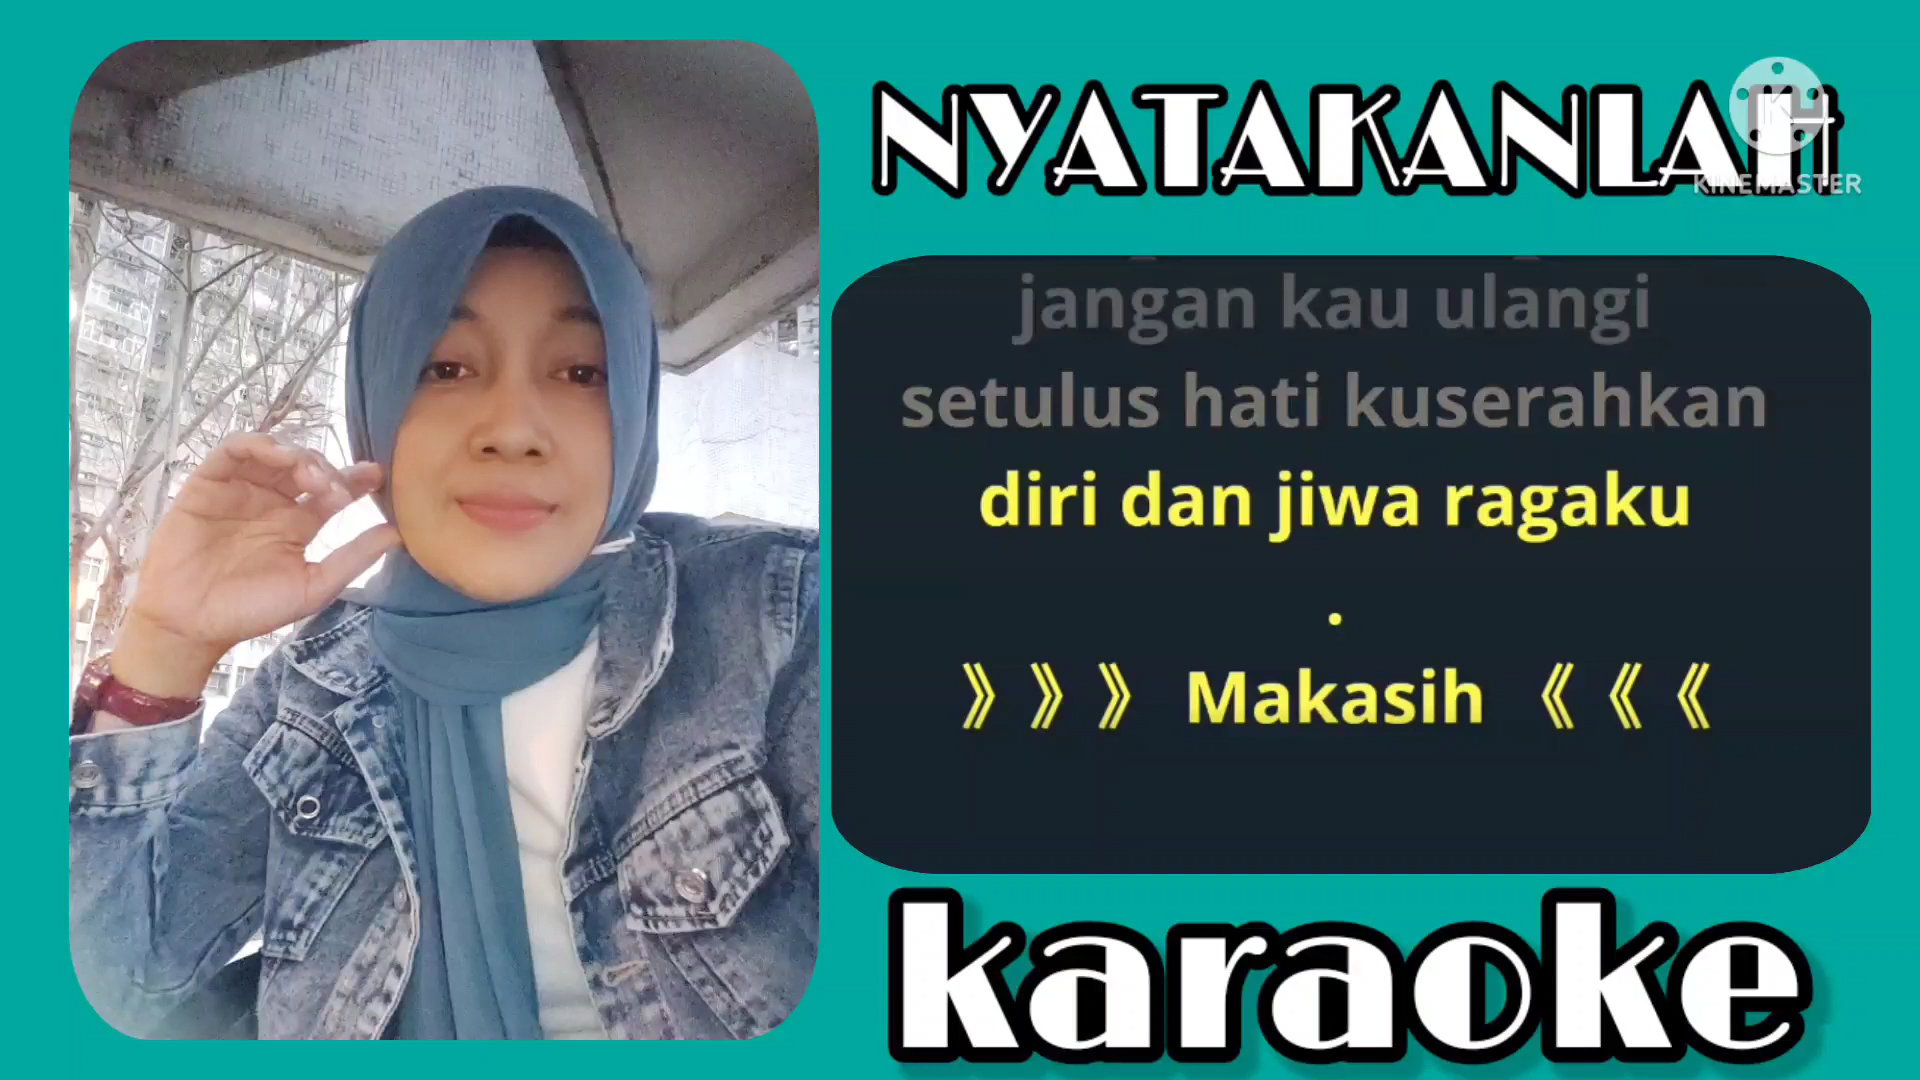 NYATAKANLAH
KINEMASTER
jangan kau ulangi
setulus hati kuserahkan
diri dan jiwa ragaku
.
》》》 Makasih 《《《
karaoke